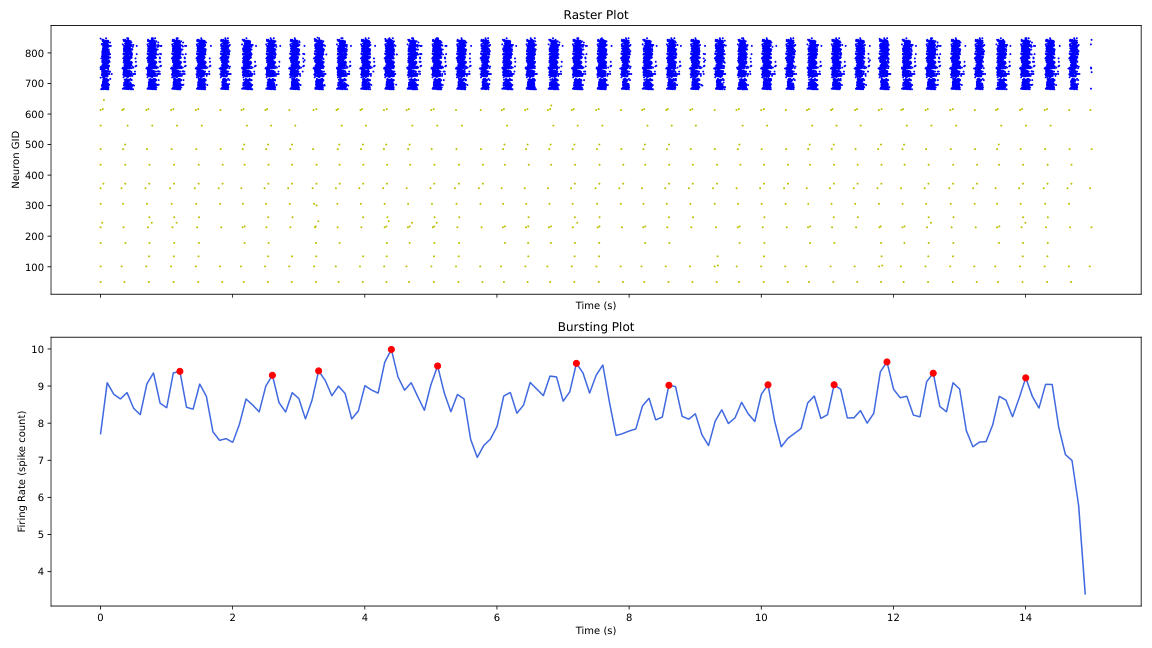 Raster Plot
800
700
600
500
400
300
200
100
Neuron GID
Time (s)
Bursting Plot
10
9
8
7
6
5
4
Firing Rate (spike count)
0 2 4 6 8 10 12 14
Time (s)